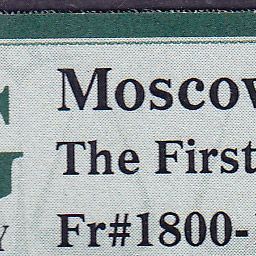 Moscow
The First
Fr#1800-
Y